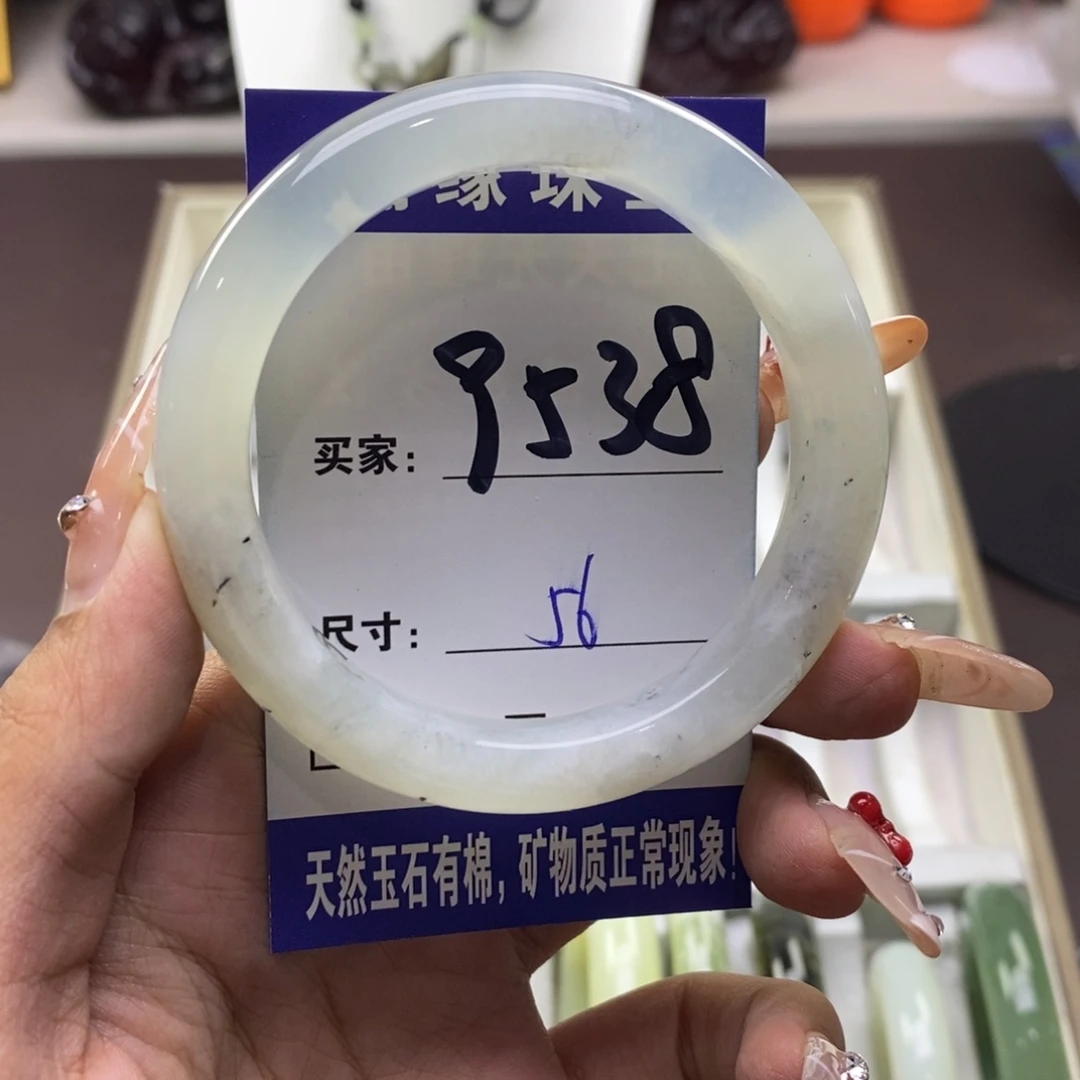 缘珠
买家: 9538
尺寸: 56
天然玉石有棉,矿物质正常现象!